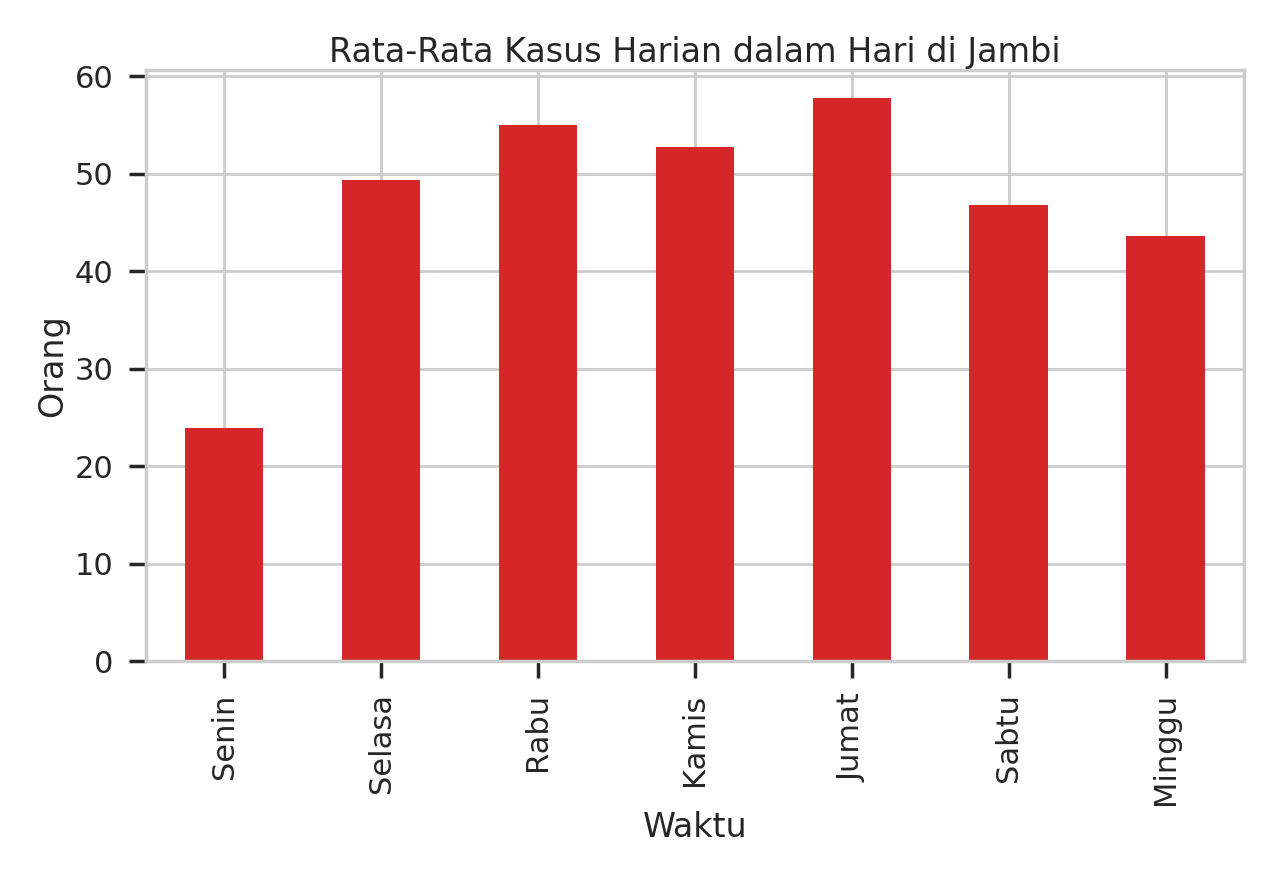 Rata-Rata Kasus Harian dalam Hari di Jambi
60
50
40
30
20
10
0
Orang
Senin
Selasa
Rabu
Kamis
Jumat
Sabtu
Minggu
Waktu